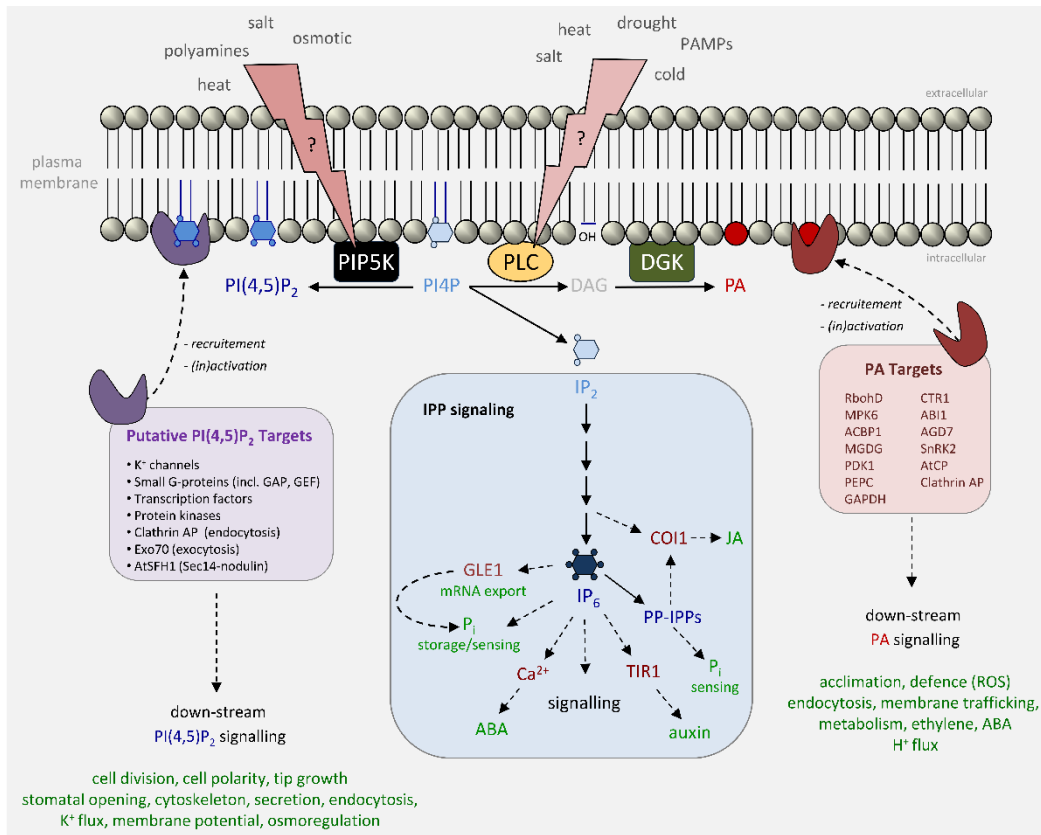 salt
osmotic
polyamines
heat
heat
drought
PAMPs
salt
cold
extracellular
?
?
plasma
membrane
OH
intracellular
PIP5K
PLC
DGK
PI(4,5)P₂
PI4P
DAG
PA
- recruitement
- (in)activation
- recruitement
- (in)activation
IP₂
IPP signaling
Putative PI(4,5)P₂ Targets
• K⁺ channels
• Small G-proteins (incl. GAP, GEF)
• Transcription factors
• Protein kinases
• Clathrin AP (endocytosis)
• Exo70 (exocytosis)
• AtSFH1 (Sec14-nodulin)
PA Targets
RbohD CTR1
MPK6 ABI1
ACBP1 AGD7
MGDG SnRK2
PDK1 AtCP
PEPC Clathrin AP
GAPDH
COI1
JA
GLE1
mRNA export
IP₆
PP-IPPs
Pᵢ
storage/sensing
Ca²⁺
TIR1
Pᵢ
sensing
signalling
ABA
auxin
down-stream
PI(4,5)P₂ signalling
cell division, cell polarity, tip growth
stomatal opening, cytoskeleton, secretion, endocytosis,
K⁺ flux, membrane potential, osmoregulation
down-stream
PA signalling
acclimation, defence (ROS)
endocytosis, membrane trafficking,
metabolism, ethylene, ABA
H⁺ flux